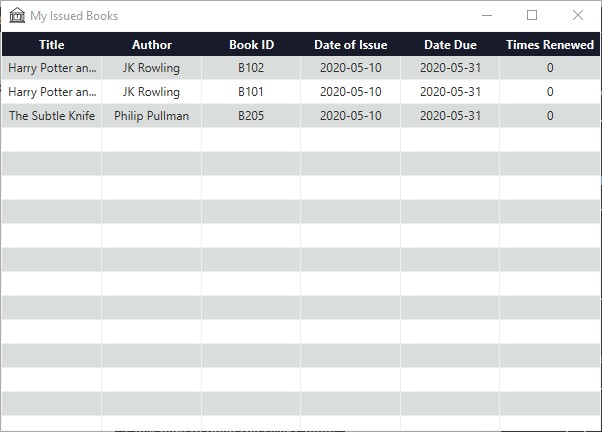 My Issued Books
Title Author Book ID Date of Issue Date Due Times Renewed
Harry Potter an... JK Rowling B102 2020-05-10 2020-05-31 0
Harry Potter an... JK Rowling B101 2020-05-10 2020-05-31 0
The Subtle Knife Philip Pullman B205 2020-05-10 2020-05-31 0